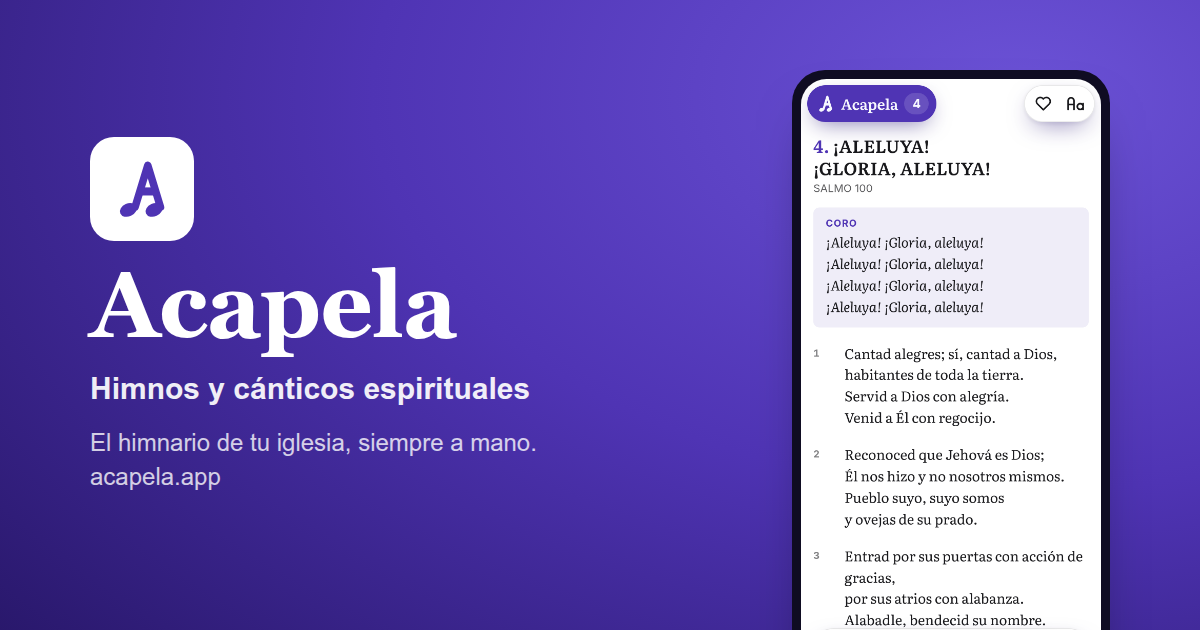 Acapela
Himnos y cánticos espirituales
El himnario de tu iglesia, siempre a mano.
acapela.app
Acapela 4
Aa
4. ¡ALELUYA!
¡GLORIA, ALELUYA!
SALMO 100
CORO
¡Aleluya! ¡Gloria, aleluya!
¡Aleluya! ¡Gloria, aleluya!
¡Aleluya! ¡Gloria, aleluya!
¡Aleluya! ¡Gloria, aleluya!
1 Cantad alegres; sí, cantad a Dios,
habitantes de toda la tierra.
Servid a Dios con alegría.
Venid a Él con regocijo.
2 Reconoced que Jehová es Dios;
Él nos hizo y no nosotros mismos.
Pueblo suyo, suyo somos
y ovejas de su prado.
3 Entrad por sus puertas con acción de
gracias,
por sus atrios con alabanza.
Alabadle, bendecid su nombre.